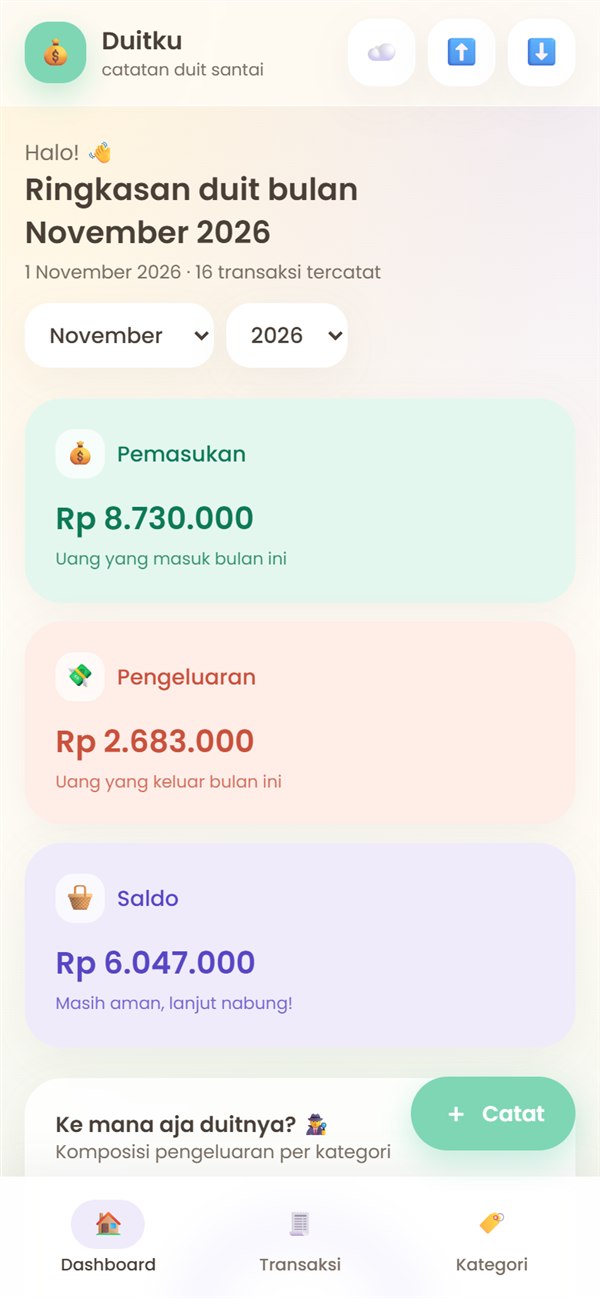 Duitku
catatan duit santai
Halo! 👋
Ringkasan duit bulan
November 2026
1 November 2026 · 16 transaksi tercatat
November
2026
Pemasukan
Rp 8.730.000
Uang yang masuk bulan ini
Pengeluaran
Rp 2.683.000
Uang yang keluar bulan ini
Saldo
Rp 6.047.000
Masih aman, lanjut nabung!
Ke mana aja duitnya? 🕵️
Komposisi pengeluaran per kategori
+ Catat
Dashboard
Transaksi
Kategori